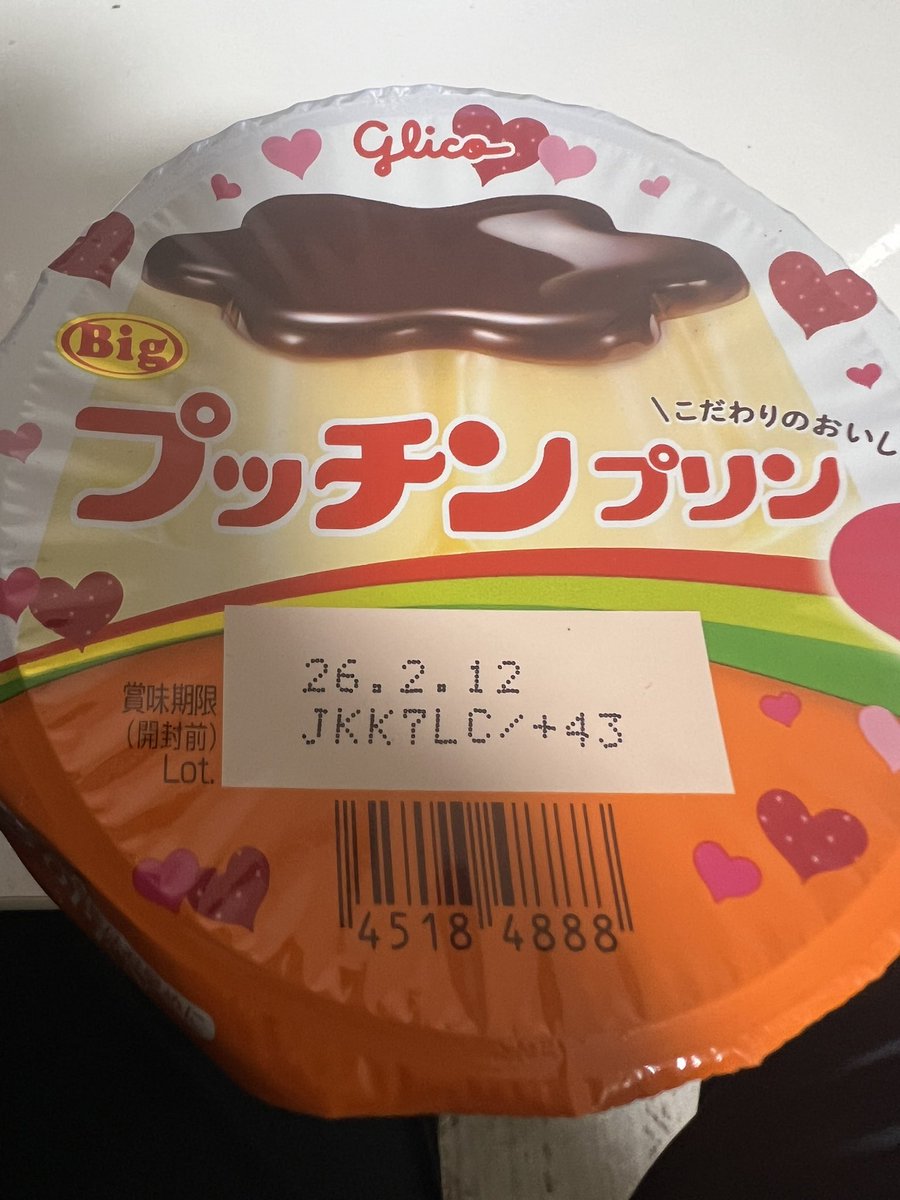 Glico
Big
プッチンプリン
\こだわりのおいし
賞味期限
(開封前)
Lot.
26.2.12
JKK7LC/+43
4518 4888